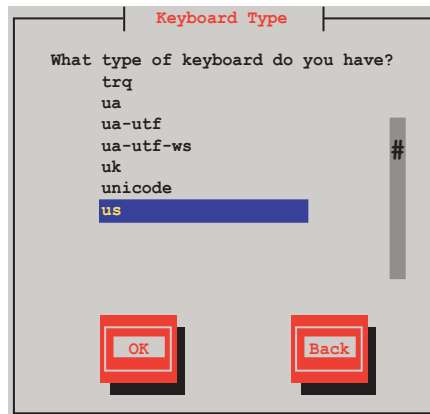 Keyboard Type
What type of keyboard do you have?
trq
ua
ua-utf
ua-utf-ws
uk
unicode
us
#
OK
Back